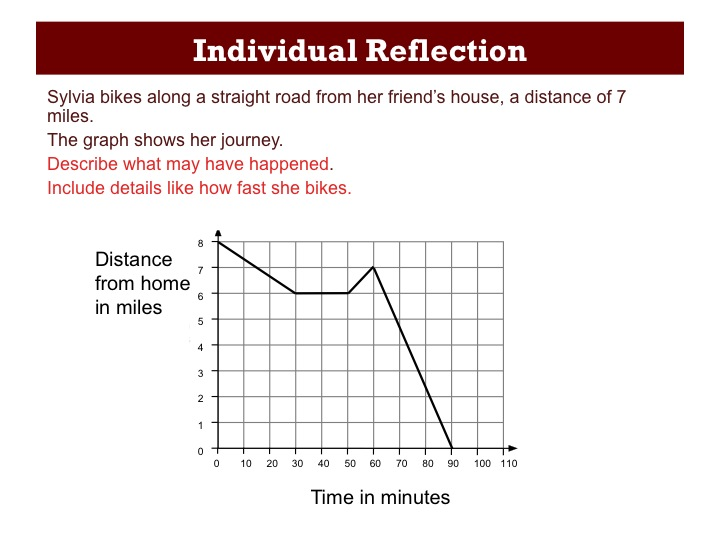 Individual Reflection
Sylvia bikes along a straight road from her friend’s house, a distance of 7
miles.
The graph shows her journey.
Describe what may have happened.
Include details like how fast she bikes.
Distance
from home
in miles
8
7
6
5
4
3
2
1
0
0 10 20 30 40 50 60 70 80 90 100 110
Time in minutes